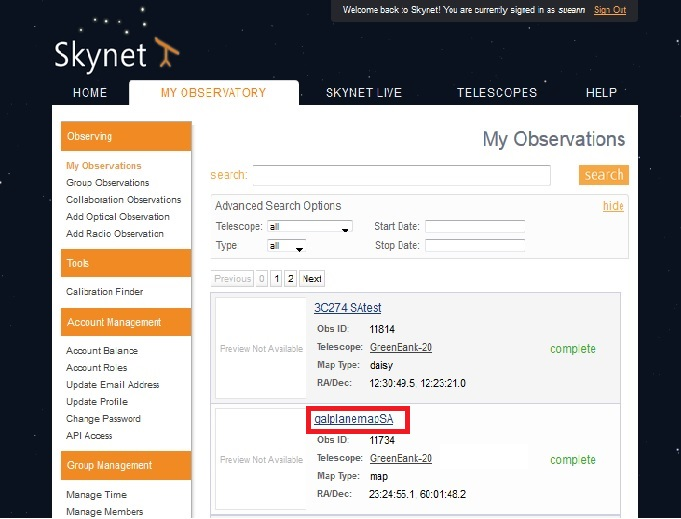 Welcome back to Skynet! You are currently signed in as sueann Sign Out
Skynet
HOME MY OBSERVATORY SKYNET LIVE TELESCOPES HELP
Observing
My Observations
Group Observations
Collaboration Observations
Add Optical Observation
Add Radio Observation
Tools
Calibration Finder
Account Management
Account Balance
Account Roles
Update Email Address
Update Profile
Change Password
API Access
Group Management
Manage Time
Manage Members
My Observations
search: search
Advanced Search Options hide
Telescope: all Start Date:
Type all Stop Date:
Previous 0 1 2 Next
3C274 SAtest
Preview Not Available
Obs ID: 11814
Telescope: GreenBank-20
Map Type: daisy
RA/Dec: 12:30:49.5, 12:23:21.0
complete
galplanemacSA
Preview Not Available
Obs ID: 11734
Telescope: GreenBank-20
Map Type: map
RA/Dec: 23:24:55.1, 60:01:48.2
complete